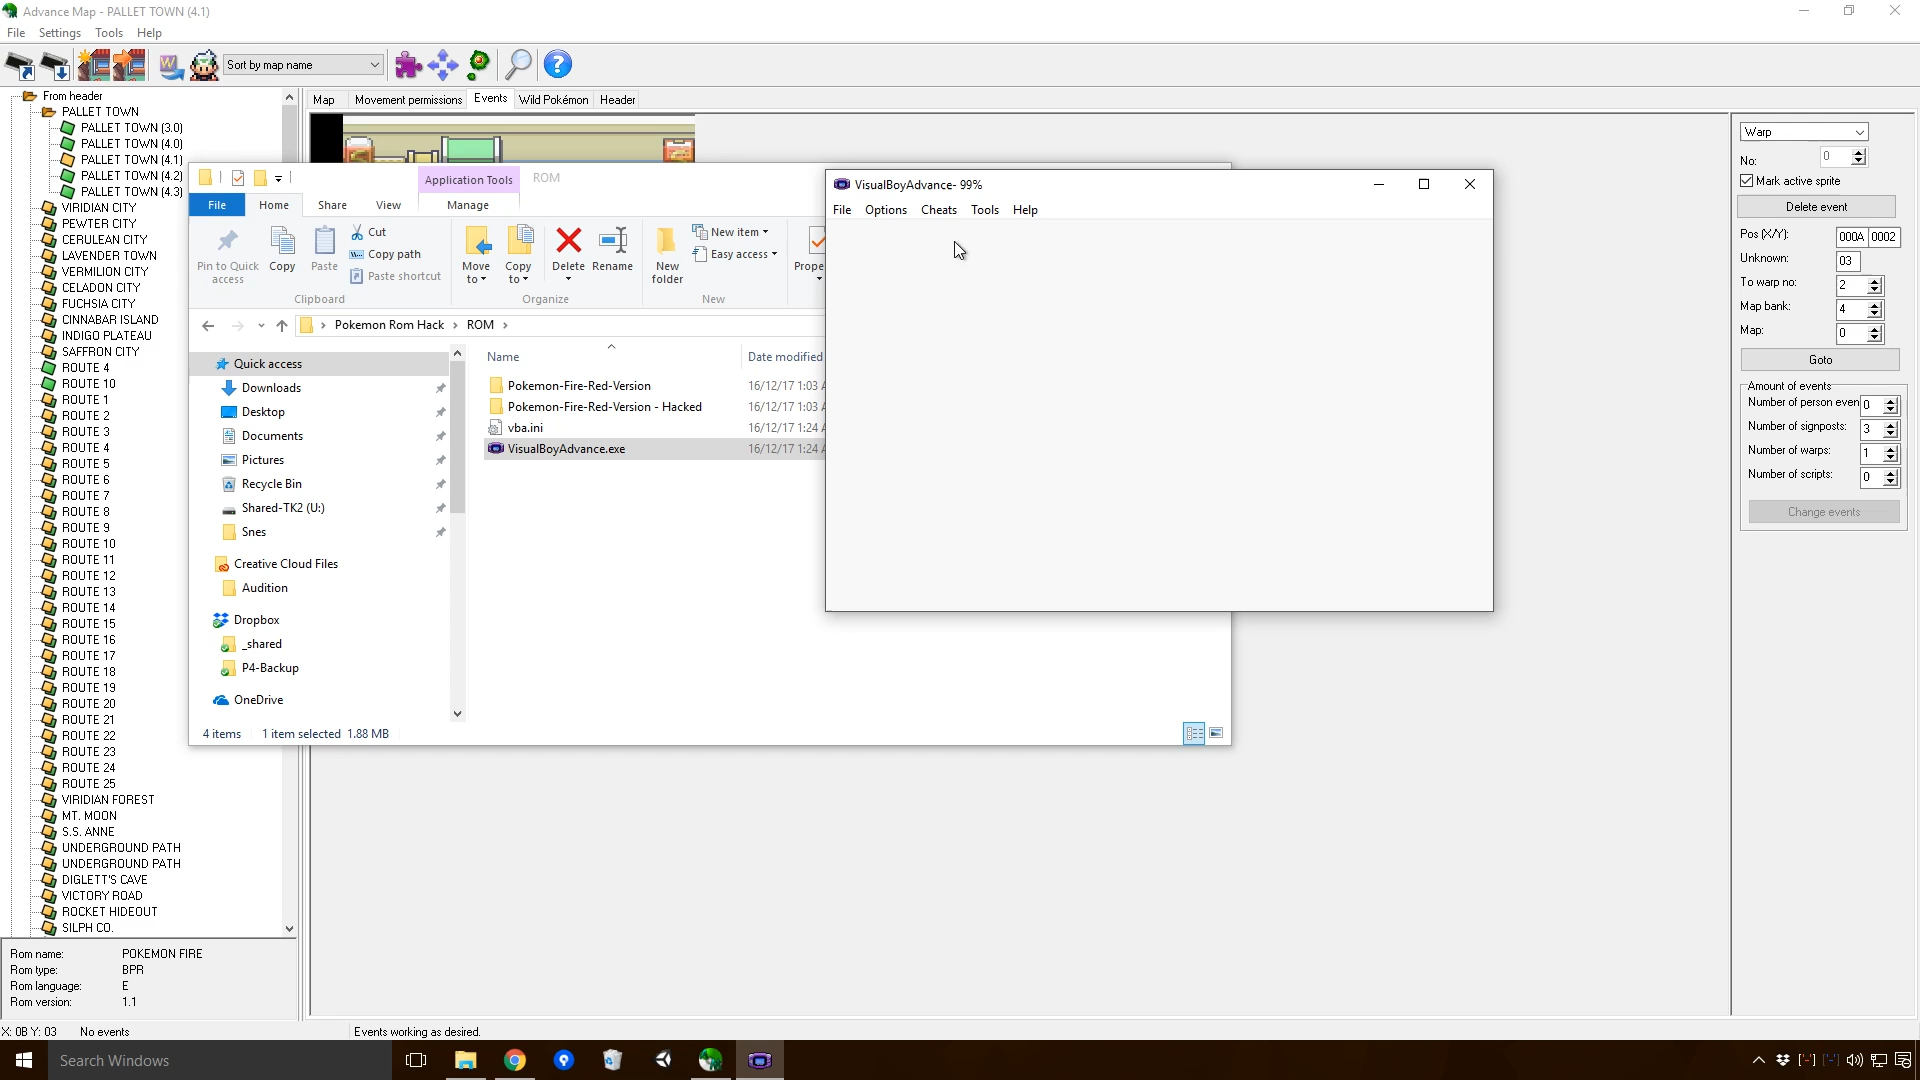 Advance Map - PALLET TOWN (4.1)
File Settings Tools Help
Sort by map name
Map Movement permissions Events Wild Pokémon Header
From header
PALLET TOWN
PALLET TOWN (3.0)
PALLET TOWN (4.0)
PALLET TOWN (4.1)
PALLET TOWN (4.2)
PALLET TOWN (4.3)
VIRIDIAN CITY
PEWTER CITY
CERULEAN CITY
LAVENDER TOWN
VERMILION CITY
CELADON CITY
FUCHSIA CITY
CINNABAR ISLAND
INDIGO PLATEAU
SAFFRON CITY
ROUTE 4
ROUTE 10
ROUTE 1
ROUTE 2
ROUTE 3
ROUTE 4
ROUTE 5
ROUTE 6
ROUTE 7
ROUTE 8
ROUTE 9
ROUTE 10
ROUTE 11
ROUTE 12
ROUTE 13
ROUTE 14
ROUTE 15
ROUTE 16
ROUTE 17
ROUTE 18
ROUTE 19
ROUTE 20
ROUTE 21
ROUTE 22
ROUTE 23
ROUTE 24
ROUTE 25
VIRIDIAN FOREST
MT. MOON
S.S. ANNE
UNDERGROUND PATH
UNDERGROUND PATH
DIGLETT'S CAVE
VICTORY ROAD
ROCKET HIDEOUT
SILPH CO.
Rom name: POKEMON FIRE
Rom type: BPR
Rom language: E
Rom version: 1.1
X: 0B Y: 03 No events Events working as desired.
Application Tools ROM
File Home Share View Manage
Pin to Quick access
Copy
Paste
Cut
Copy path
Paste shortcut
Clipboard
Move to
Copy to
Delete
Rename
Organize
New folder
New item
Easy access
New
Prope
Pokemon Rom Hack > ROM >
Quick access
Downloads
Desktop
Documents
Pictures
Recycle Bin
Shared-TK2 (U:)
Snes
Creative Cloud Files
Audition
Dropbox
_shared
P4-Backup
OneDrive
Name Date modified
Pokemon-Fire-Red-Version 16/12/17 1:03 A
Pokemon-Fire-Red-Version - Hacked 16/12/17 1:03 A
vba.ini 16/12/17 1:24 A
VisualBoyAdvance.exe 16/12/17 1:24 A
4 items 1 item selected 1.88 MB
VisualBoyAdvance- 99%
File Options Cheats Tools Help
Warp
No: 0
Mark active sprite
Delete event
Pos (X/Y): 000A 0002
Unknown: 03
To warp no: 2
Map bank: 4
Map: 0
Goto
Amount of events
Number of person even 0
Number of signposts: 3
Number of warps: 1
Number of scripts: 0
Change events
Search Windows